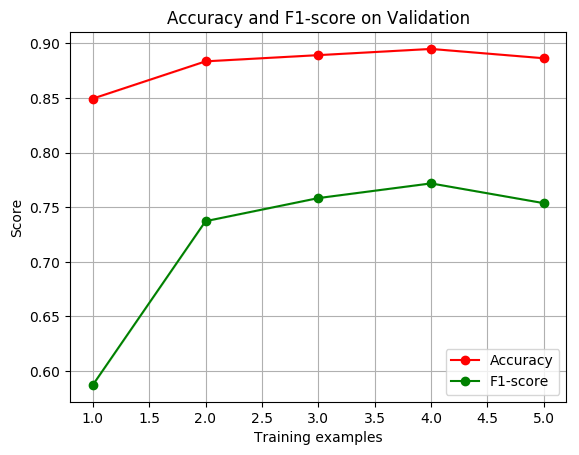 Accuracy and F1-score on Validation
0.90
0.85
0.80
0.75
0.70
0.65
0.60
Score
1.0 1.5 2.0 2.5 3.0 3.5 4.0 4.5 5.0
Training examples
Accuracy
F1-score